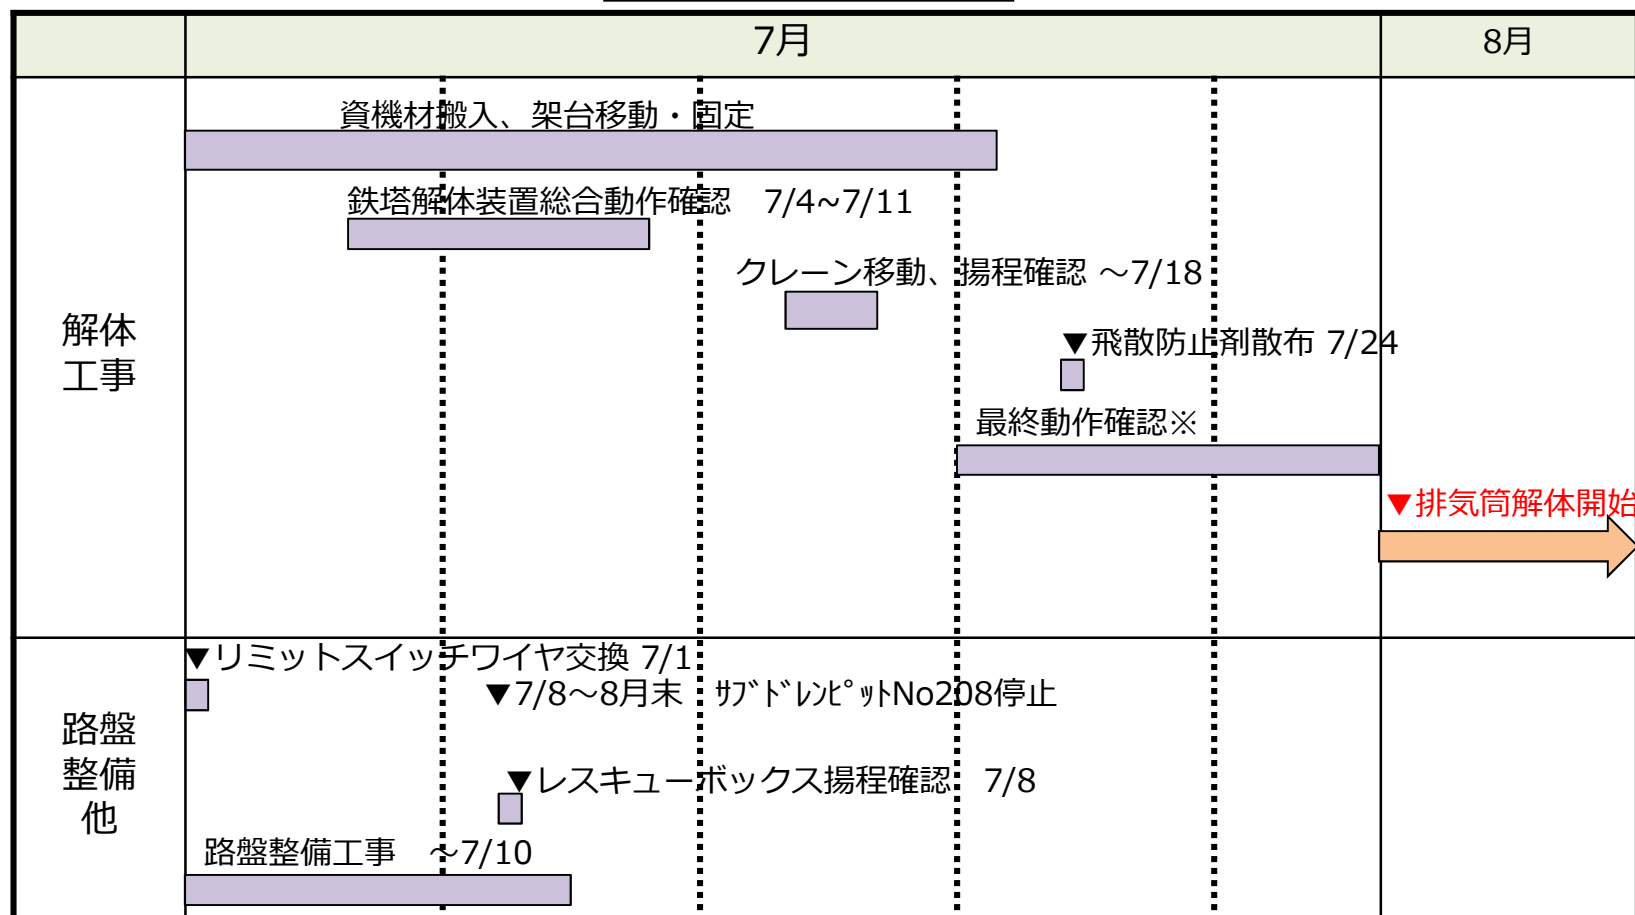 7月
8月
解体
工事
資機材搬入、架台移動・固定
鉄塔解体装置総合動作確認　7/4~7/11
クレーン移動、揚程確認 ～7/18
▼飛散防止剤散布 7/24
最終動作確認※
▼排気筒解体開始
路盤
整備
他
▼リミットスイッチワイヤ交換 7/1
▼7/8～8月末　ｻﾌﾞﾄﾞﾚﾝﾋﾟｯﾄNo208停止
▼レスキューボックス揚程確認　7/8
路盤整備工事　～7/10